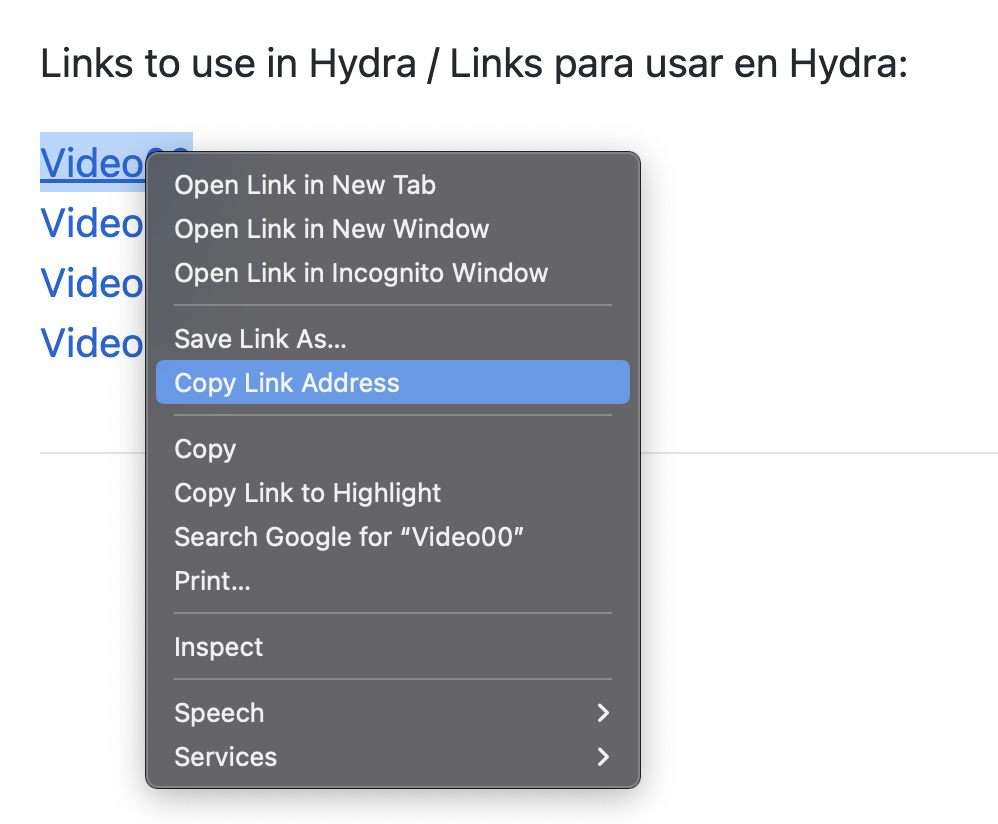 Links to use in Hydra / Links para usar en Hydra:
Video00
Video
Video
Video
Open Link in New Tab
Open Link in New Window
Open Link in Incognito Window
Save Link As...
Copy Link Address
Copy
Copy Link to Highlight
Search Google for “Video00”
Print...
Inspect
Speech
Services